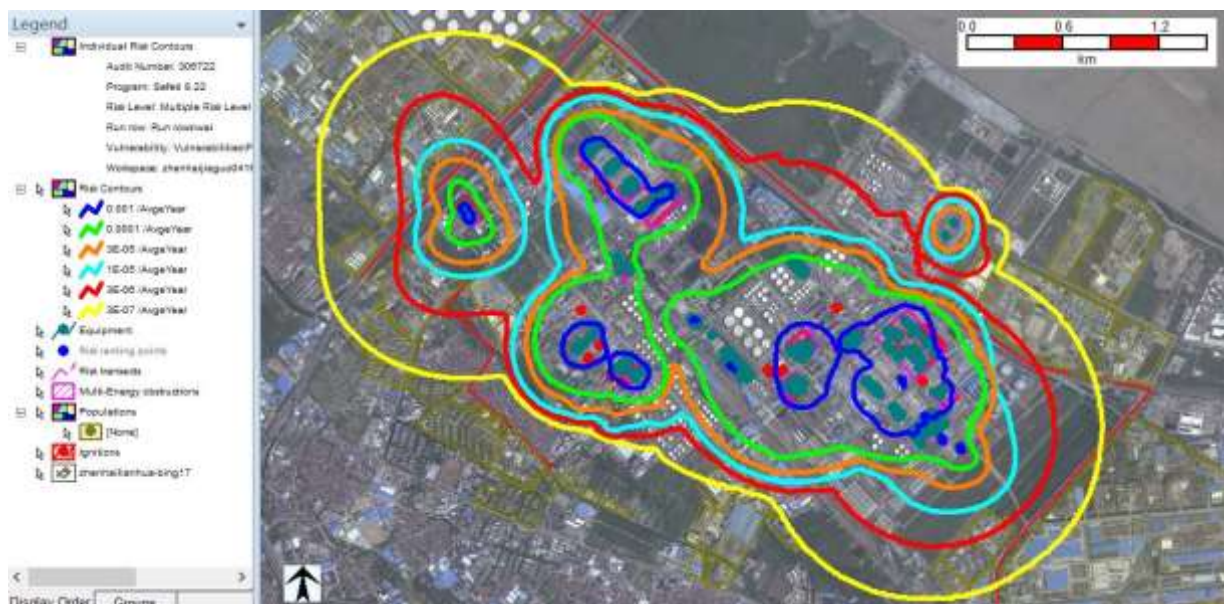 Legend
Individual Risk Contours
Audit Number: 306722
Program: Safeti 6.22
Risk Level: Multiple Risk Level
Run row: Run
Workspace:
Risk Contours
0.001 /AvgeYear
0.0001 /AvgeYear
3E-05 /AvgeYear
1E-05 /AvgeYear
3E-06 /AvgeYear
3E-07 /AvgeYear
Equipment
Risk ranking points
Risk transects
Multi-Energy obstructions
Populations
[None]
Ignitions
Display Order Groups
0.0 0.6 1.2
km